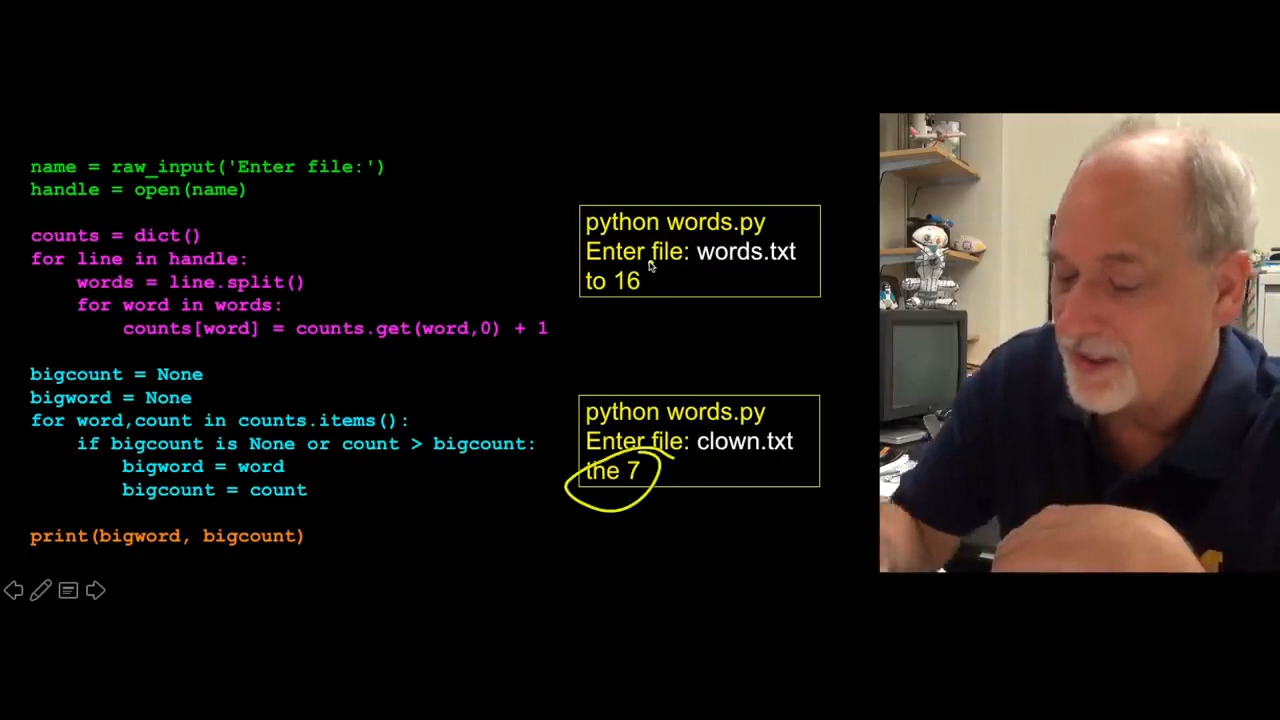 name = raw_input('Enter file:')
handle = open(name)
counts = dict()
for line in handle:
    words = line.split()
    for word in words:
        counts[word] = counts.get(word,0) + 1
bigcount = None
bigword = None
for word,count in counts.items():
    if bigcount is None or count > bigcount:
        bigword = word
        bigcount = count
print(bigword, bigcount)
python words.py
Enter file: words.txt
to 16
python words.py
Enter file: clown.txt
the 7